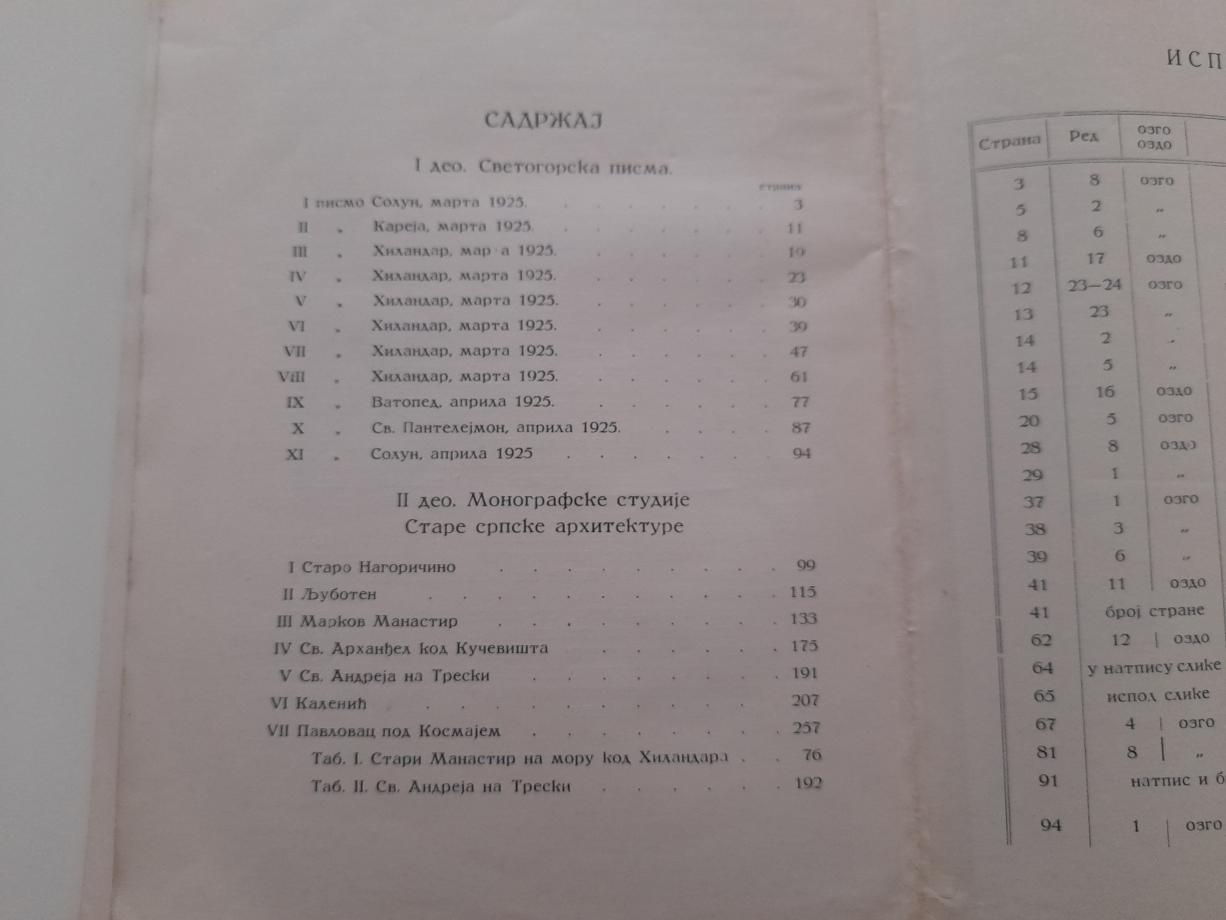 САДРЖАЈ
I део. Светогорска писма.
страна
I писмо Солун, марта 1925. . . . . . . . 3
II „ Кареја, марта 1925. . . . . . . . 11
III „ Хиландар, мар а 1925. . . . . . . 19
IV „ Хиландар, марта 1925. . . . . . . 23
V „ Хиландар, марта 1925. . . . . . . 30
VI „ Хиландар, марта 1925. . . . . . . 39
VII „ Хиландар, марта 1925. . . . . . . 47
VIII „ Хиландар, марта 1925. . . . . . . 61
IX „ Ватопед, априла 1925. . . . . . . 77
X „ Св. Пантелејмон, априла 1925. . . . . 87
XI „ Солун, априла 1925 . . . . . . . 94
II део. Монографске студије
Старе српске архитектуре
I Старо Нагоричино . . . . . . . . . 99
II Љуботен . . . . . . . . . . . 115
III Марков Манастир . . . . . . . . . 133
IV Св. Арханђел код Кучевишта . . . . . 175
V Св. Андреја на Трески . . . . . . . . 191
VI Каленић . . . . . . . . . . . 207
VII Павловац под Космајем . . . . . . . . 257
Таб. I. Стари Манастир на мору код Хиландара . . 76
Таб. II. Св. Андреја на Трески . . . . . . 192
ИСП
Страна Ред озго
оздо
3 8 озго
5 2 „
8 6 „
11 17 оздо
12 23—24 озго
13 23 „
14 2 „
14 5 „
15 16 оздо
20 5 озго
28 8 оздо
29 1 „
37 1 озго
38 3 „
39 6 „
41 11 оздо
41 број стране
62 12 оздо
64 у натпису слике
65 испод слике
67 4 озго
81 8 „
91 натпис и б
94 1 озго